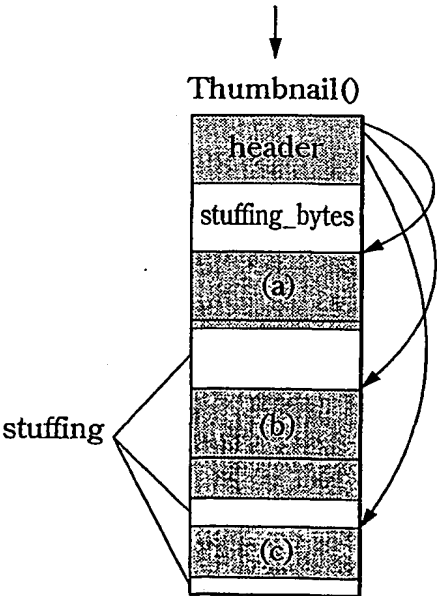 Thumbnail()
header
stuffing_bytes
(a)
stuffing
(b)
(c)